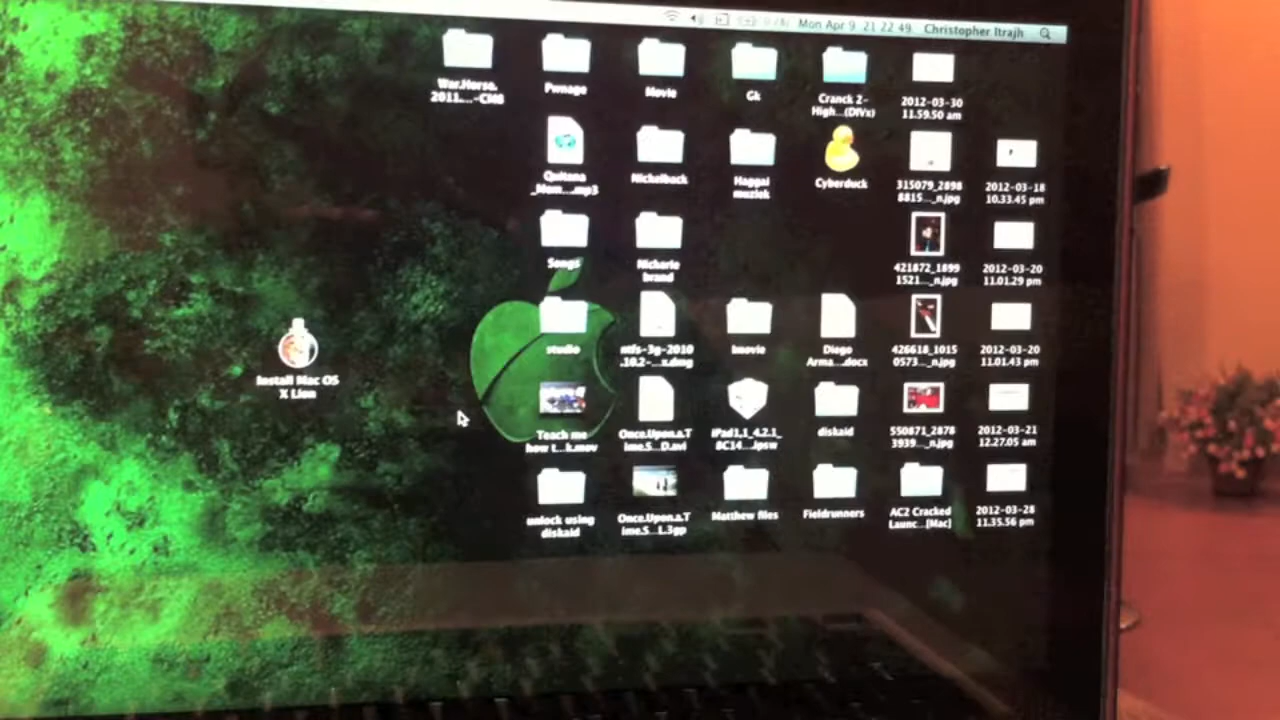 Mon Apr 9 21 22 49 Christopher Itrajh
War.Horse.
2011....-CM8
Pwnage
Movie
Gk
Cranck 2-
High...(DIVx)
2012-03-30
11.59.50 am
Quitana
_Mom....mp3
Nickelback
Haggai
muziek
Cyberduck
315079_2898
8815..._n.jpg
2012-03-18
10.33.45 pm
Songs
Nickerie
brand
421872_1899
1521..._n.jpg
2012-03-20
11.01.29 pm
Install Mac OS
X Lion
studio
ntfs-3g-2010
.10.2-...x.dmg
Imovie
Diego
Arma....docx
426618_1015
0573..._n.jpg
2012-03-20
11.01.43 pm
Teach me
how t...k.mov
Once.Upon.a.T
ime.S...D.avi
iPad1,1_4.2.1_
8C14....ipsw
diskaid
550871_2878
3939..._n.jpg
2012-03-21
12.27.05 am
unlock using
diskaid
Once.Upon.a.T
ime.S...L.3gp
Matthew files
Fieldrunners
AC2 Cracked
Launc...[Mac]
2012-03-28
11.35.56 pm